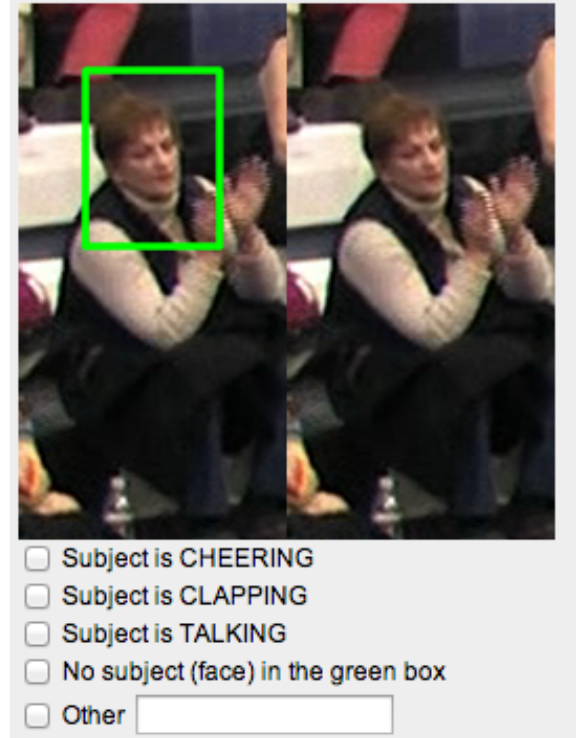 Subject is CHEERING
Subject is CLAPPING
Subject is TALKING
No subject (face) in the green box
Other